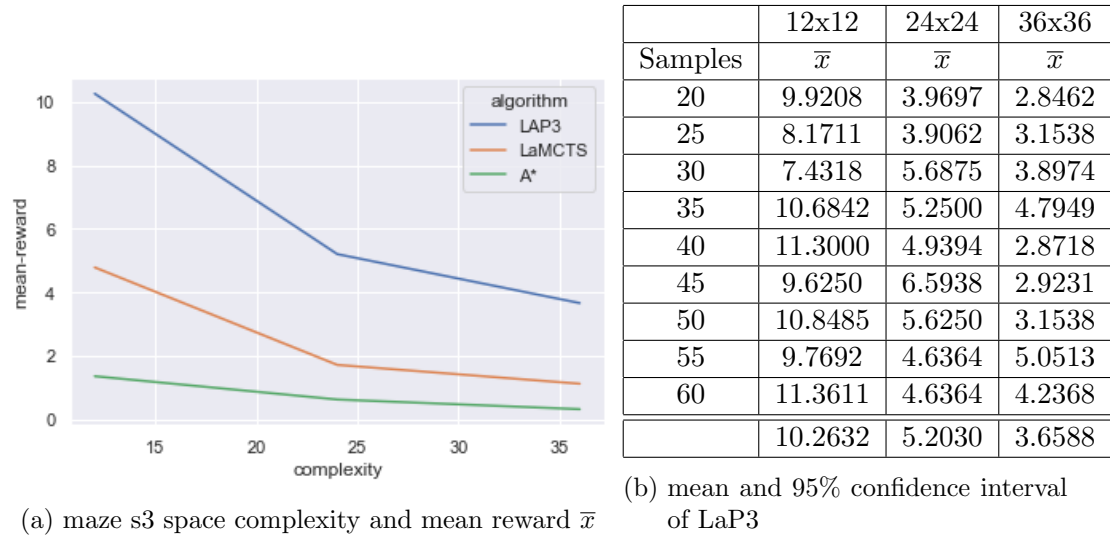 10
8
6
4
2
0
mean-reward
15 20 25 30 35
complexity
algorithm
LAP3
LaMCTS
A*
(a) maze s3 space complexity and mean reward x̅
12x12 24x24 36x36
Samples x̅ x̅ x̅
20 9.9208 3.9697 2.8462
25 8.1711 3.9062 3.1538
30 7.4318 5.6875 3.8974
35 10.6842 5.2500 4.7949
40 11.3000 4.9394 2.8718
45 9.6250 6.5938 2.9231
50 10.8485 5.6250 3.1538
55 9.7692 4.6364 5.0513
60 11.3611 4.6364 4.2368
10.2632 5.2030 3.6588
(b) mean and 95% confidence interval
of LaP3